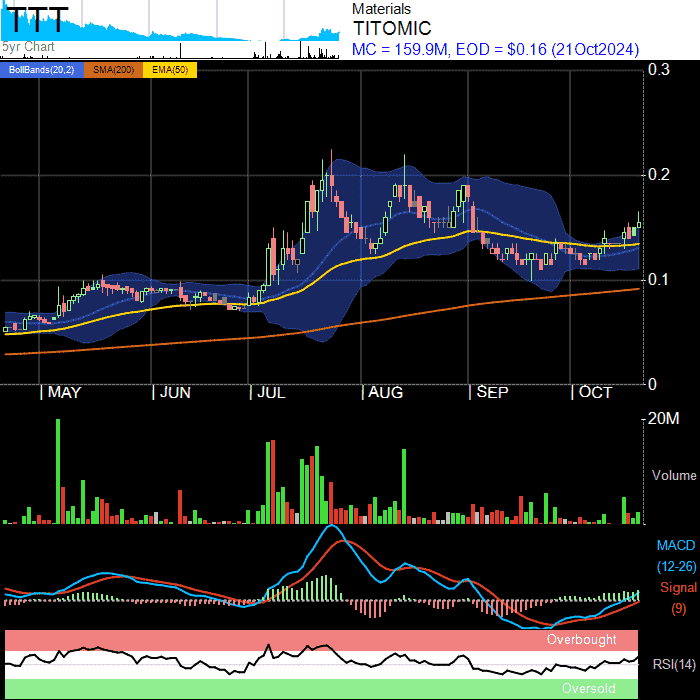 TTT
5yr Chart
Materials
TITOMIC
MC = 159.9M, EOD = $0.16 (21Oct2024)
BollBands(20,2) SMA(200) EMA(50)
0.3
0.2
0.1
0
MAY JUN JUL AUG SEP OCT
20M
Volume
MACD
(12-26)
Signal
(9)
Overbought
RSI(14)
Oversold